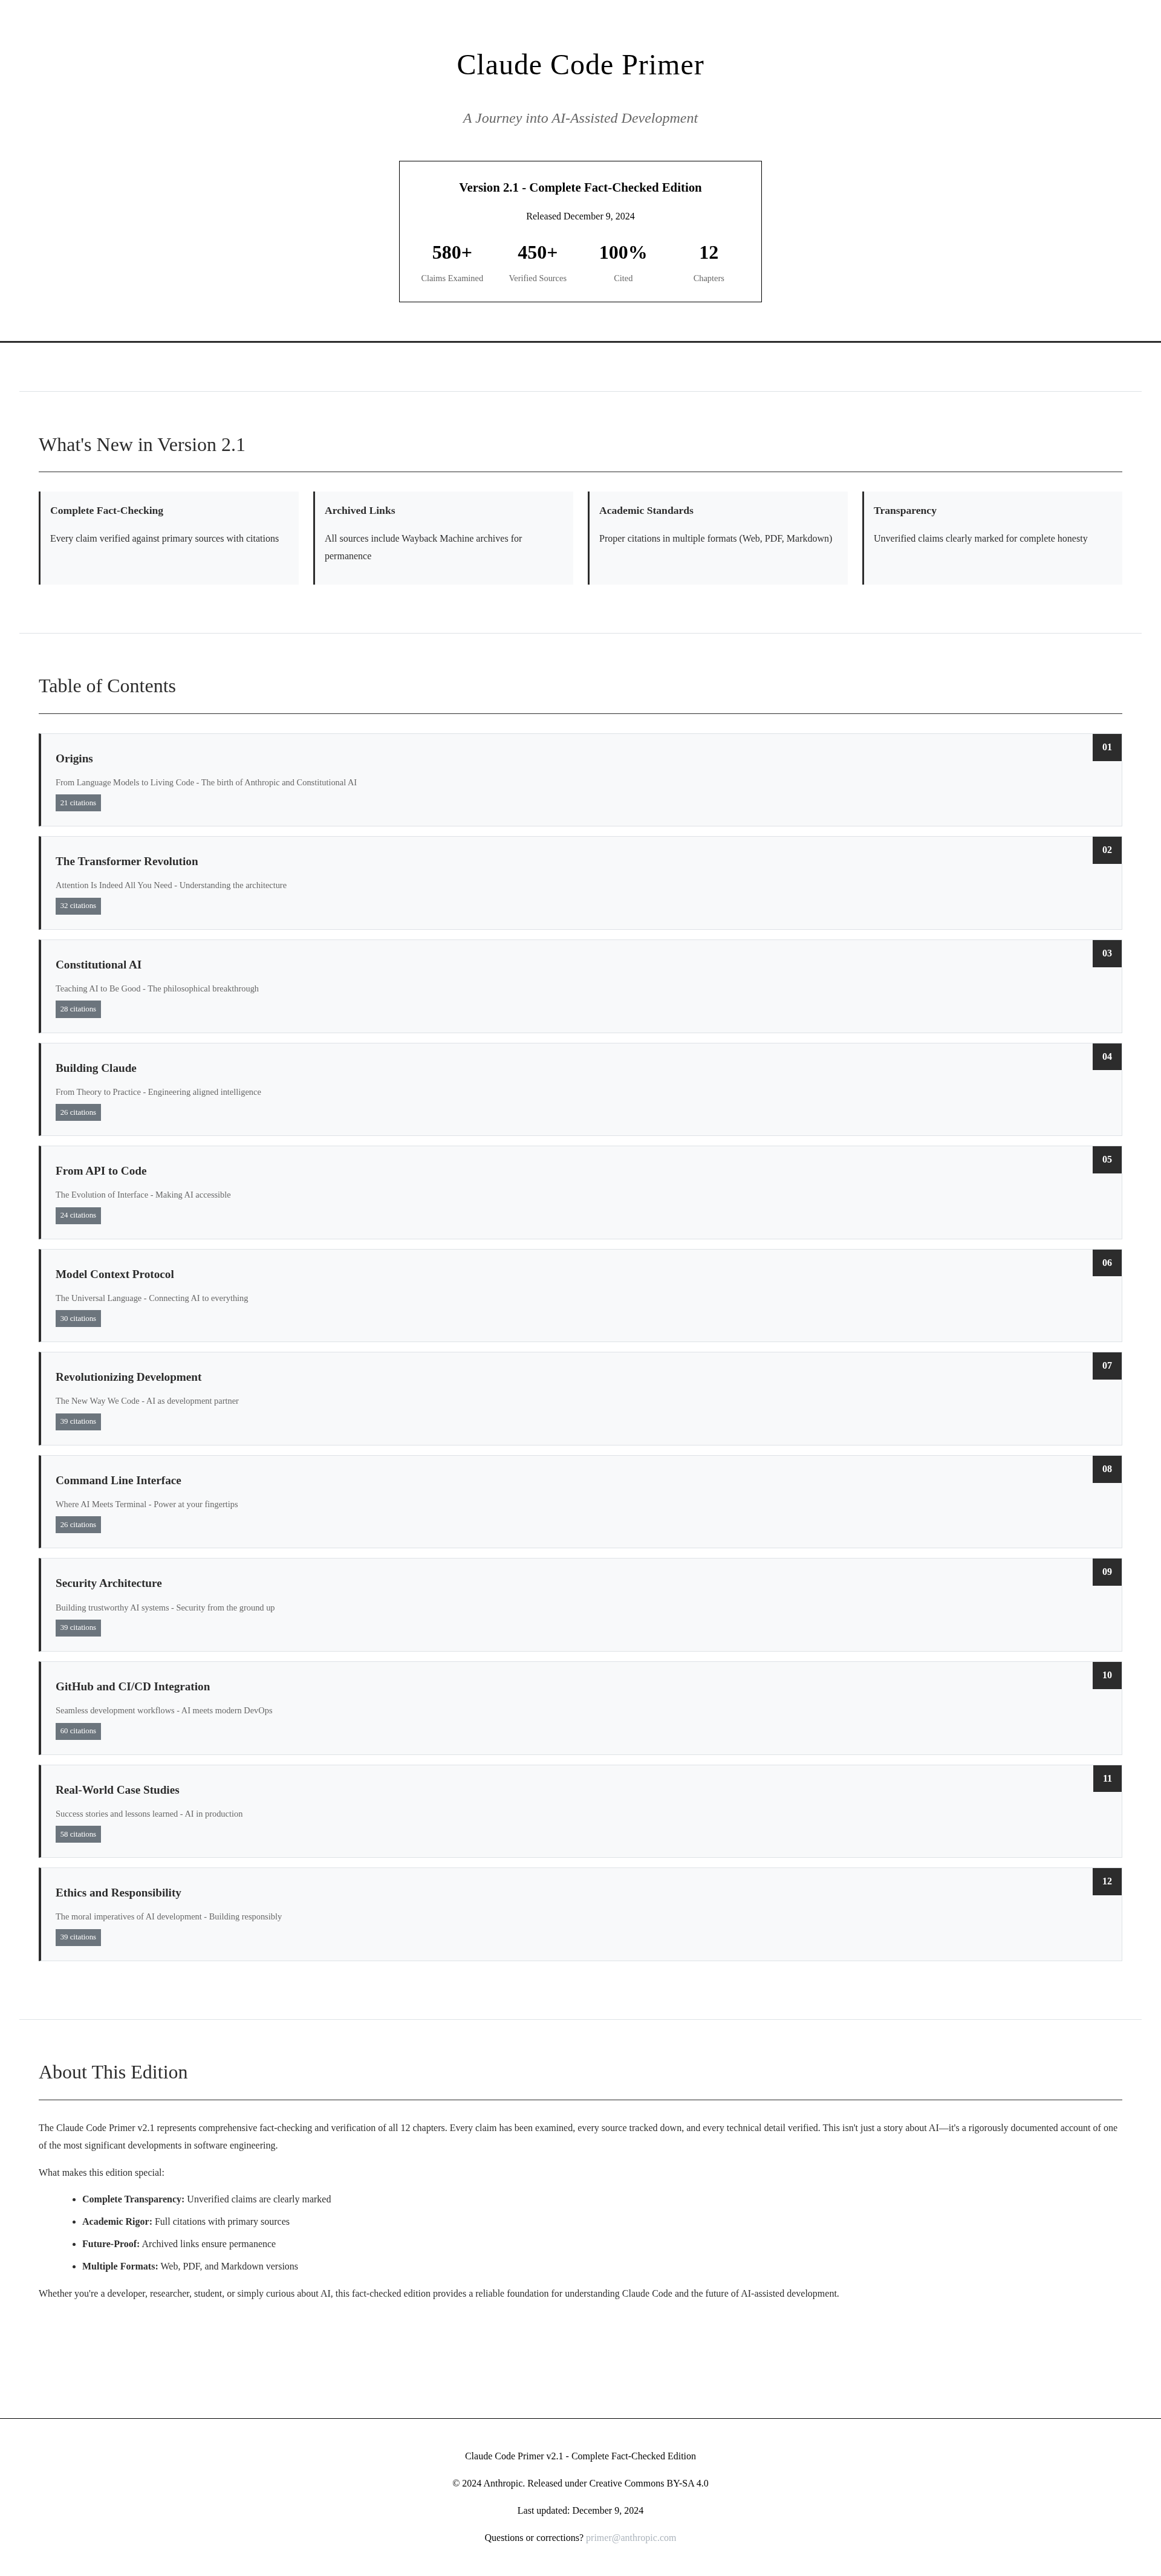 Claude Code Primer
A Journey into AI-Assisted Development
Version 2.1 - Complete Fact-Checked Edition
Released December 9, 2024
580+ 450+ 100% 12
Claims Examined Verified Sources Cited Chapters
What's New in Version 2.1
Complete Fact-Checking
Every claim verified against primary sources with citations
Archived Links
All sources include Wayback Machine archives for
permanence
Academic Standards
Proper citations in multiple formats (Web, PDF, Markdown)
Transparency
Unverified claims clearly marked for complete honesty
Table of Contents
01
Origins
From Language Models to Living Code - The birth of Anthropic and Constitutional AI
21 citations
02
The Transformer Revolution
Attention Is Indeed All You Need - Understanding the architecture
32 citations
03
Constitutional AI
Teaching AI to Be Good - The philosophical breakthrough
28 citations
04
Building Claude
From Theory to Practice - Engineering aligned intelligence
26 citations
05
From API to Code
The Evolution of Interface - Making AI accessible
24 citations
06
Model Context Protocol
The Universal Language - Connecting AI to everything
30 citations
07
Revolutionizing Development
The New Way We Code - AI as development partner
39 citations
08
Command Line Interface
Where AI Meets Terminal - Power at your fingertips
26 citations
09
Security Architecture
Building trustworthy AI systems - Security from the ground up
39 citations
10
GitHub and CI/CD Integration
Seamless development workflows - AI meets modern DevOps
60 citations
11
Real-World Case Studies
Success stories and lessons learned - AI in production
58 citations
12
Ethics and Responsibility
The moral imperatives of AI development - Building responsibly
39 citations
About This Edition
The Claude Code Primer v2.1 represents comprehensive fact-checking and verification of all 12 chapters. Every claim has been examined, every source tracked down, and every technical detail verified. This isn't just a story about AI—it's a rigorously documented account of one
of the most significant developments in software engineering.
What makes this edition special:
• Complete Transparency: Unverified claims are clearly marked
• Academic Rigor: Full citations with primary sources
• Future-Proof: Archived links ensure permanence
• Multiple Formats: Web, PDF, and Markdown versions
Whether you're a developer, researcher, student, or simply curious about AI, this fact-checked edition provides a reliable foundation for understanding Claude Code and the future of AI-assisted development.
Claude Code Primer v2.1 - Complete Fact-Checked Edition
© 2024 Anthropic. Released under Creative Commons BY-SA 4.0
Last updated: December 9, 2024
Questions or corrections? primer@anthropic.com